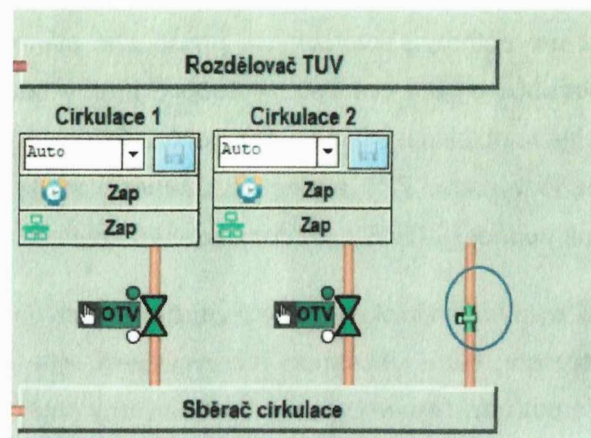 Rozdělovač TUV
Cirkulace 1
Cirkulace 2
Auto
Auto
Zap
Zap
Zap
Zap
OTV
OTV
Sběrač cirkulace